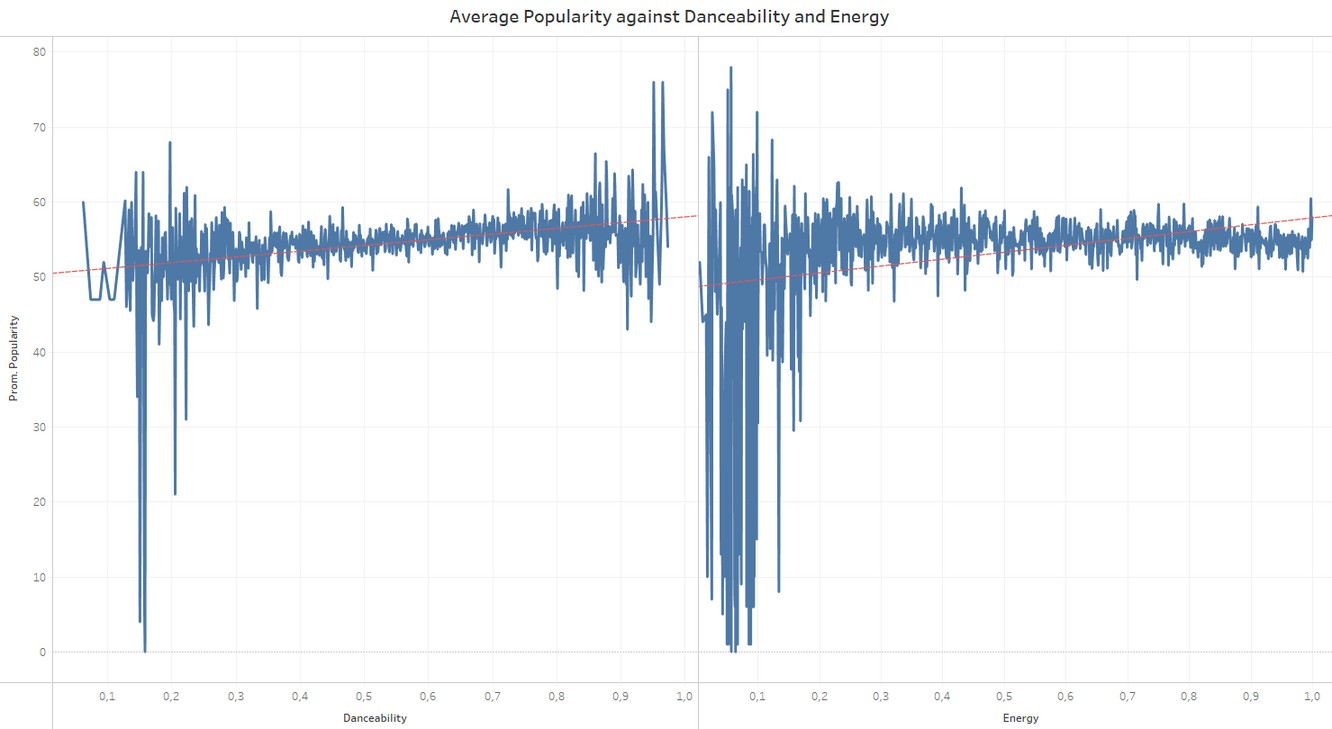 Average Popularity against Danceability and Energy
80
70
60
50
40
30
20
10
0
Prom. Popularity
0,1 0,2 0,3 0,4 0,5 0,6 0,7 0,8 0,9 1,0
0,1 0,2 0,3 0,4 0,5 0,6 0,7 0,8 0,9 1,0
Danceability
Energy